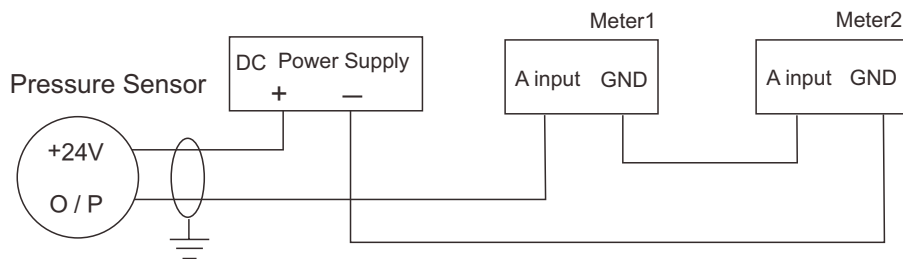 Meter1
Meter2
DC Power Supply
+ —
A input GND
A input GND
Pressure Sensor
+24V
O / P